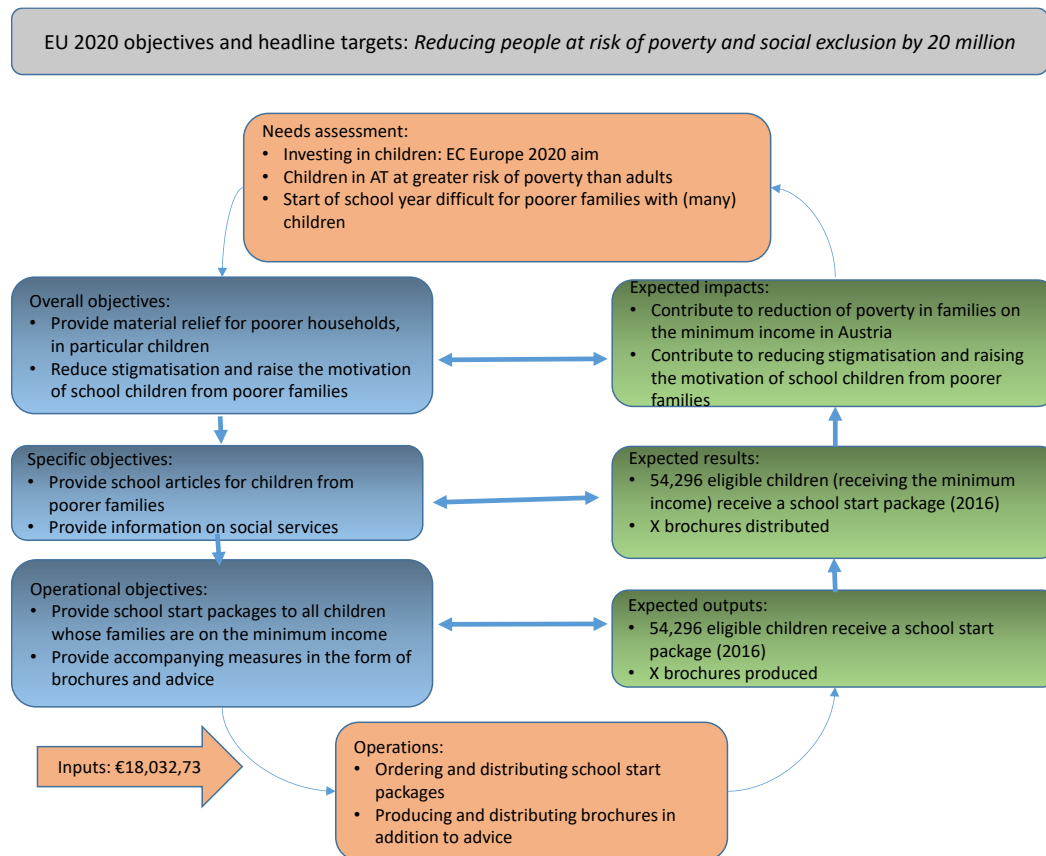 EU 2020 objectives and headline targets: Reducing people at risk of poverty and social exclusion by 20 million
Needs assessment:
• Investing in children: EC Europe 2020 aim
• Children in AT at greater risk of poverty than adults
• Start of school year difficult for poorer families with (many)
children
Overall objectives:
• Provide material relief for poorer households,
in particular children
• Reduce stigmatisation and raise the motivation
of school children from poorer families
Expected impacts:
• Contribute to reduction of poverty in families on
the minimum income in Austria
• Contribute to reducing stigmatisation and raising
the motivation of school children from poorer
families
Specific objectives:
• Provide school articles for children from
poorer families
• Provide information on social services
Expected results:
• 54,296 eligible children (receiving the minimum
income) receive a school start package (2016)
• X brochures distributed
Operational objectives:
• Provide school start packages to all children
whose families are on the minimum income
• Provide accompanying measures in the form of
brochures and advice
Expected outputs:
• 54,296 eligible children receive a school start
package (2016)
• X brochures produced
Inputs: €18,032,73
Operations:
• Ordering and distributing school start
packages
• Producing and distributing brochures in
addition to advice